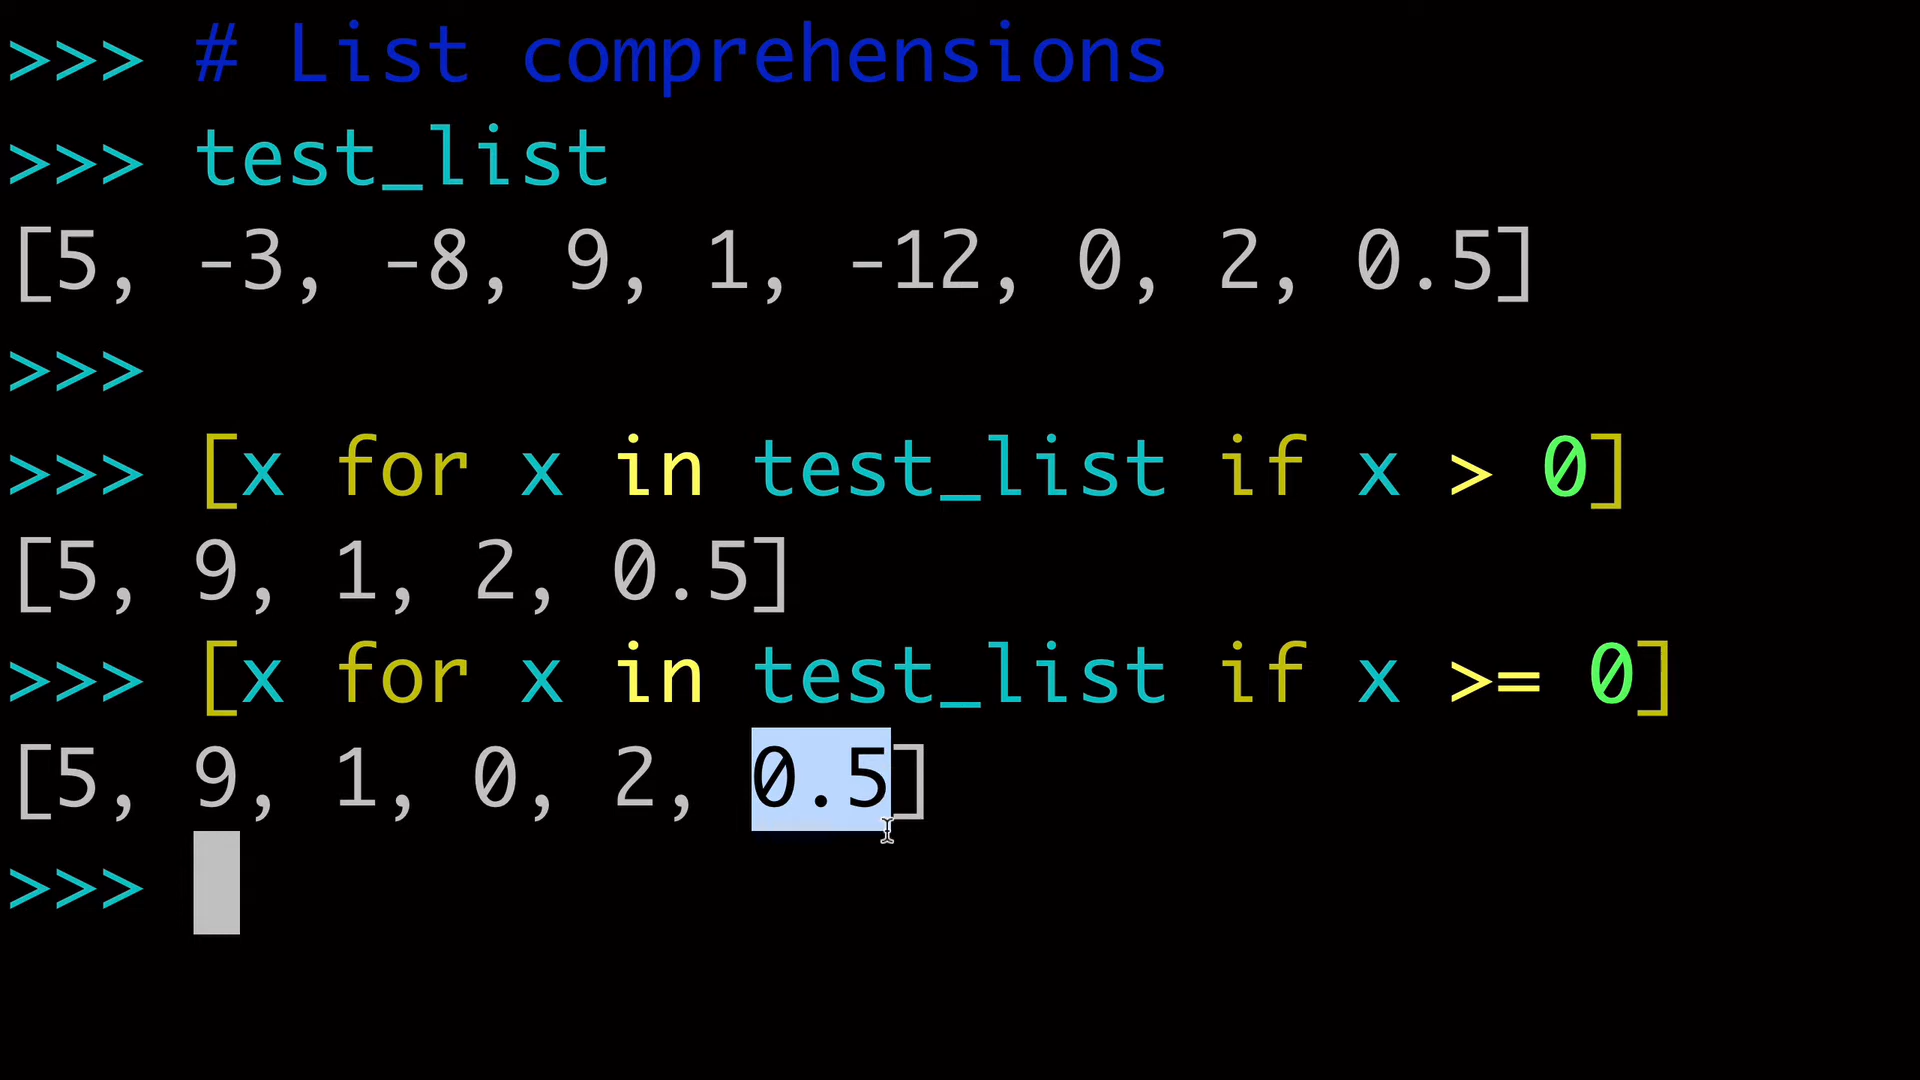 >>> # List comprehensions
>>> test_list
[5, -3, -8, 9, 1, -12, 0, 2, 0.5]
>>>
>>> [x for x in test_list if x > 0]
[5, 9, 1, 2, 0.5]
>>> [x for x in test_list if x >= 0]
[5, 9, 1, 0, 2, 0.5]
>>>